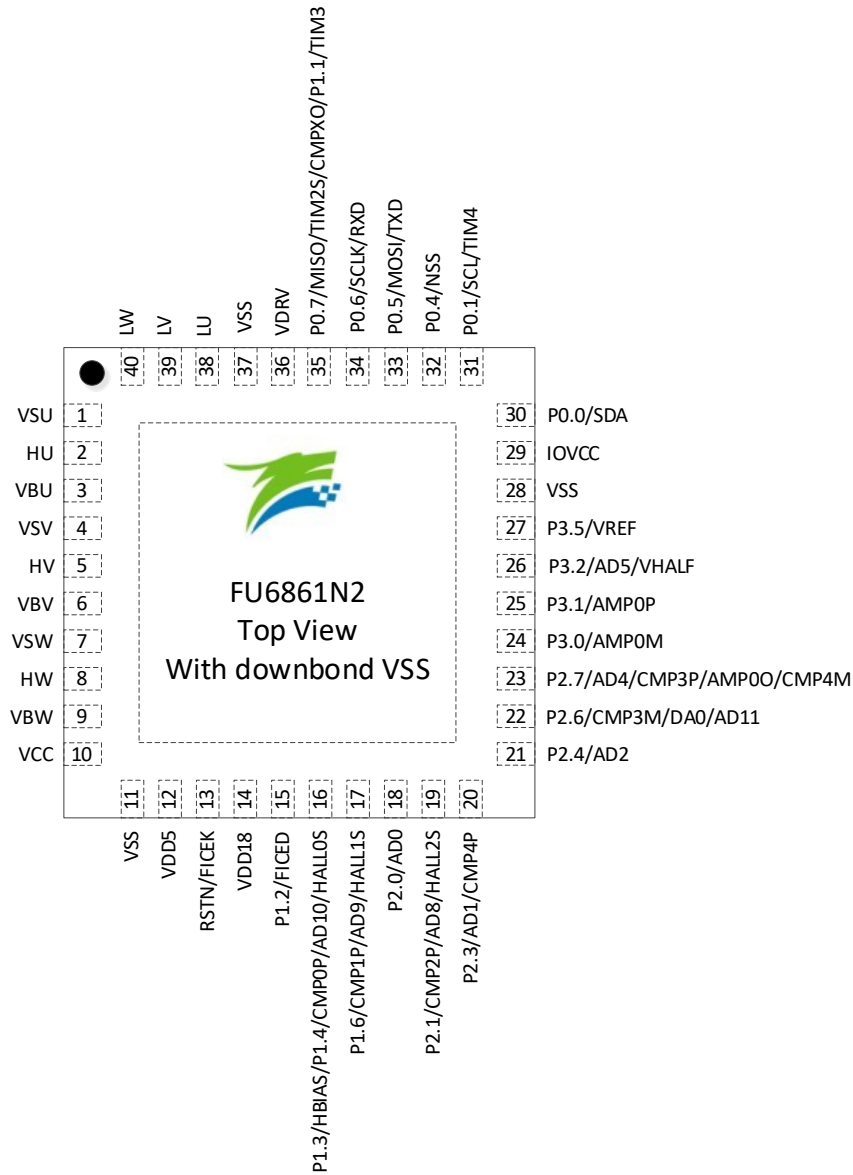 P0.7/MISO/TIM2S/CMPXO/P1.1/TIM3
P0.6/SCLK/RXD
P0.5/MOSI/TXD
P0.4/NSS
P0.1/SCL/TIM4
LW
LV
LU
VSS
VDRV
40
39
38
37
36
35
34
33
32
31
VSU 1
HU 2
VBU 3
VSV 4
HV 5
VBV 6
VSW 7
HW 8
VBW 9
VCC 10
FU6861N2
Top View
With downbond VSS
30 P0.0/SDA
29 IOVCC
28 VSS
27 P3.5/VREF
26 P3.2/AD5/VHALF
25 P3.1/AMP0P
24 P3.0/AMP0M
23 P2.7/AD4/CMP3P/AMP0O/CMP4M
22 P2.6/CMP3M/DA0/AD11
21 P2.4/AD2
11
12
13
14
15
16
17
18
19
20
VSS
VDD5
RSTN/FICEK
VDD18
P1.2/FICED
P1.3/HBIAS/P1.4/CMP0P/AD10/HALL0S
P1.6/CMP1P/AD9/HALL1S
P2.0/AD0
P2.1/CMP2P/AD8/HALL2S
P2.3/AD1/CMP4P